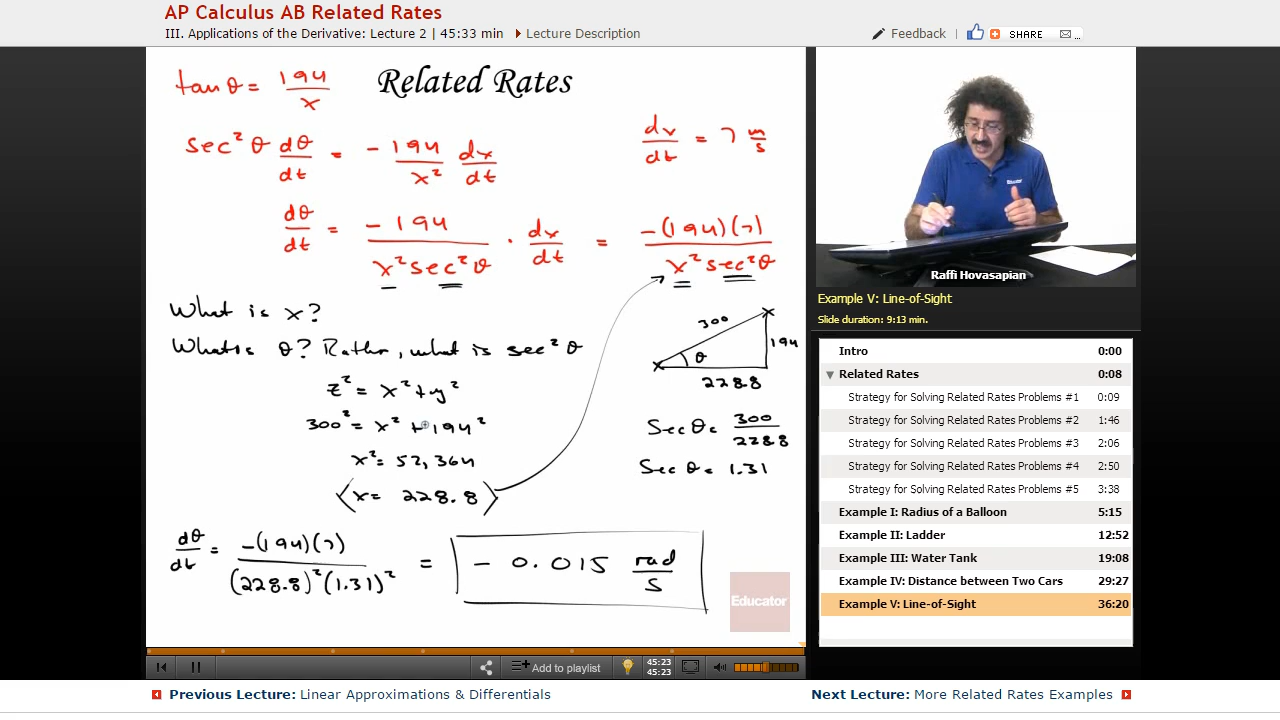 AP Calculus AB Related Rates
III. Applications of the Derivative: Lecture 2 | 45:33 min Lecture Description
Feedback | SHARE ...
tan θ = 194/x
Related Rates
sec² θ dθ/dt = -194/x² dx/dt
dx/dt = 7 m/s
dθ/dt = -194/(x² sec² θ) · dx/dt = -(194)(7)/(x² sec² θ)
What is x?
What is θ? Rather, what is sec² θ
z² = x² + y²
300² = x² + 194²
x² = 52,364
x = 228.8
300
194
θ
228.8
Sec θ = 300/228.8
Sec θ = 1.31
dθ/dt = -(194)(7)/((228.8)²(1.31)²) = -0.015 rad/s
Educator
Educator
Raffi Hovasapian
Example V: Line-of-Sight
Slide duration: 9:13 min.
Intro 0:00
Related Rates 0:08
Strategy for Solving Related Rates Problems #1 0:09
Strategy for Solving Related Rates Problems #2 1:46
Strategy for Solving Related Rates Problems #3 2:06
Strategy for Solving Related Rates Problems #4 2:50
Strategy for Solving Related Rates Problems #5 3:38
Example I: Radius of a Balloon 5:15
Example II: Ladder 12:52
Example III: Water Tank 19:08
Example IV: Distance between Two Cars 29:27
Example V: Line-of-Sight 36:20
Add to playlist
45:23
45:23
Previous Lecture: Linear Approximations & Differentials
Next Lecture: More Related Rates Examples